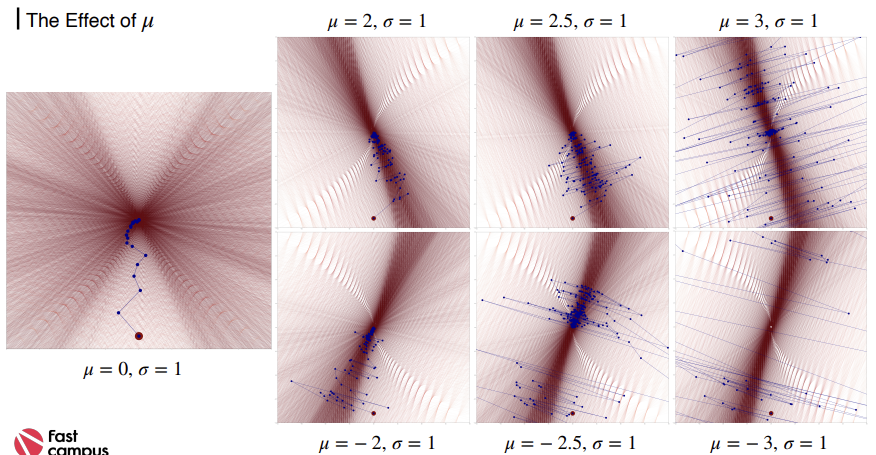 The Effect of μ
μ = 2, σ = 1
μ = 2.5, σ = 1
μ = 3, σ = 1
μ = 0, σ = 1
μ = − 2, σ = 1
μ = − 2.5, σ = 1
μ = − 3, σ = 1
fast
campus